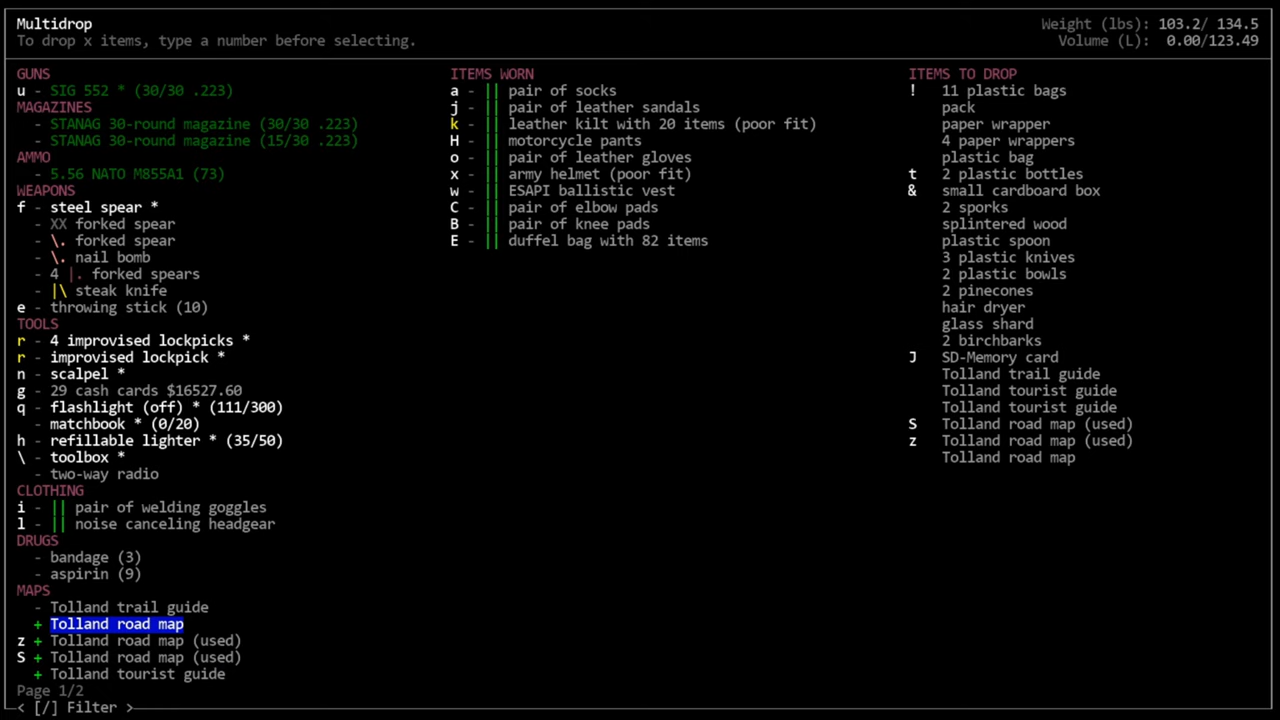 Multidrop
Weight (lbs): 103.2/ 134.5
To drop x items, type a number before selecting.
Volume (L): 0.00/123.49
GUNS
u - SIG 552 * (30/30 .223)
MAGAZINES
- STANAG 30-round magazine (30/30 .223)
- STANAG 30-round magazine (15/30 .223)
AMMO
- 5.56 NATO M855A1 (73)
WEAPONS
f - steel spear *
- XX forked spear
- \. forked spear
- \. nail bomb
- 4 |. forked spears
- |\ steak knife
e - throwing stick (10)
TOOLS
r - 4 improvised lockpicks *
r - improvised lockpick *
n - scalpel *
g - 29 cash cards $16527.60
q - flashlight (off) * (111/300)
- matchbook * (0/20)
h - refillable lighter * (35/50)
\ - toolbox *
- two-way radio
CLOTHING
i - || pair of welding goggles
l - || noise canceling headgear
DRUGS
- bandage (3)
- aspirin (9)
MAPS
- Tolland trail guide
+ Tolland road map
z + Tolland road map (used)
S + Tolland road map (used)
+ Tolland tourist guide
Page 1/2
< [/] Filter >
ITEMS WORN
a - || pair of socks
j - || pair of leather sandals
k - || leather kilt with 20 items (poor fit)
H - || motorcycle pants
o - || pair of leather gloves
x - || army helmet (poor fit)
w - || ESAPI ballistic vest
C - || pair of elbow pads
B - || pair of knee pads
E - || duffel bag with 82 items
ITEMS TO DROP
! 11 plastic bags
pack
paper wrapper
4 paper wrappers
plastic bag
t 2 plastic bottles
& small cardboard box
2 sporks
splintered wood
plastic spoon
3 plastic knives
2 plastic bowls
2 pinecones
hair dryer
glass shard
2 birchbarks
J SD-Memory card
Tolland trail guide
Tolland tourist guide
Tolland tourist guide
S Tolland road map (used)
z Tolland road map (used)
Tolland road map